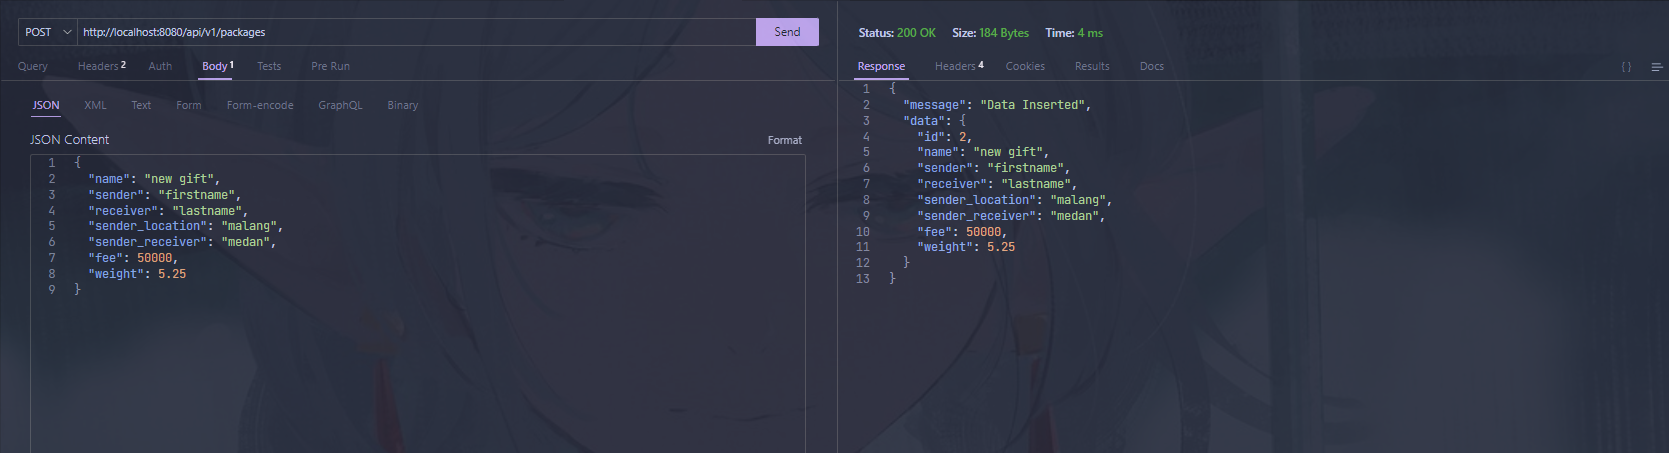 POST http://localhost:8080/api/v1/packages Send
Query Headers 2 Auth Body 1 Tests Pre Run
JSON XML Text Form Form-encode GraphQL Binary
JSON Content Format
1 {
2 "name": "new gift",
3 "sender": "firstname",
4 "receiver": "lastname",
5 "sender_location": "malang",
6 "sender_receiver": "medan",
7 "fee": 50000,
8 "weight": 5.25
9 }
Status: 200 OK Size: 184 Bytes Time: 4 ms
Response Headers 4 Cookies Results Docs { }
1 {
2 "message": "Data Inserted",
3 "data": {
4 "id": 2,
5 "name": "new gift",
6 "sender": "firstname",
7 "receiver": "lastname",
8 "sender_location": "malang",
9 "sender_receiver": "medan",
10 "fee": 50000,
11 "weight": 5.25
12 }
13 }